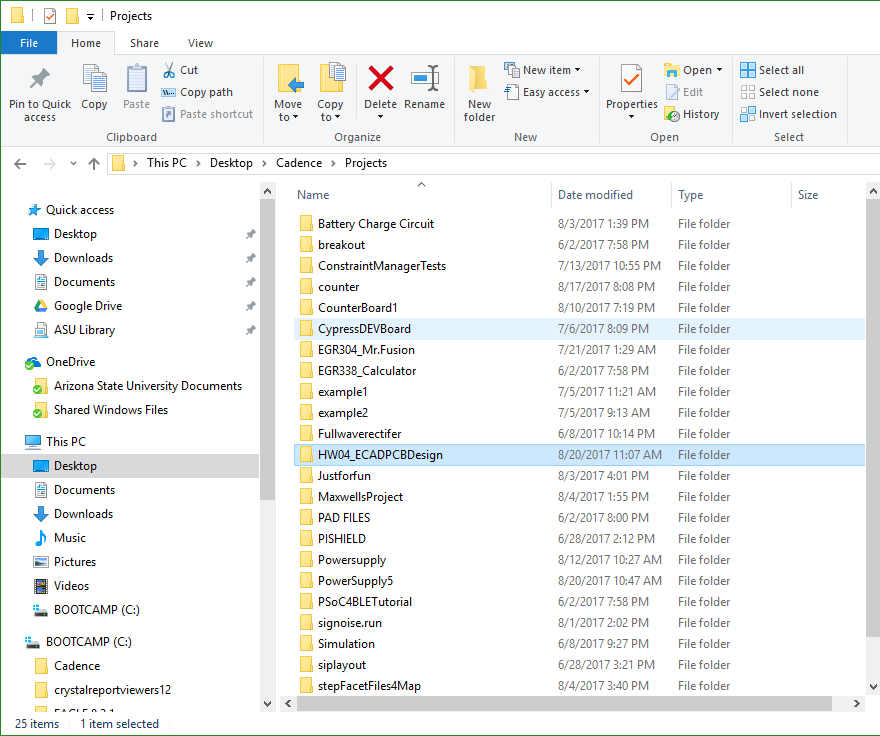 Projects
File Home Share View
Pin to Quick access
Copy
Paste
Cut
Copy path
Paste shortcut
Move to
Copy to
Delete
Rename
New folder
New item
Easy access
Properties
Open
Edit
History
Select all
Select none
Invert selection
Clipboard Organize New Open Select
This PC > Desktop > Cadence > Projects
Quick access
Desktop
Downloads
Documents
Google Drive
ASU Library
OneDrive
Arizona State University Documents
Shared Windows Files
This PC
Desktop
Documents
Downloads
Music
Pictures
Videos
BOOTCAMP (C:)
BOOTCAMP (C:)
Cadence
crystalreportviewers12
Name Date modified Type Size
Battery Charge Circuit 8/3/2017 1:39 PM File folder
breakout 6/2/2017 7:58 PM File folder
ConstraintManagerTests 7/13/2017 10:55 PM File folder
counter 8/17/2017 8:08 PM File folder
CounterBoard1 8/10/2017 7:19 PM File folder
CypressDEVBoard 7/6/2017 8:09 PM File folder
EGR304_Mr.Fusion 7/21/2017 1:29 AM File folder
EGR338_Calculator 6/2/2017 7:58 PM File folder
example1 7/5/2017 11:21 AM File folder
example2 7/5/2017 9:13 AM File folder
Fullwaverectifer 6/8/2017 10:14 PM File folder
HW04_ECADPCBDesign 8/20/2017 11:07 AM File folder
Justforfun 8/3/2017 4:01 PM File folder
MaxwellsProject 8/4/2017 1:55 PM File folder
PAD FILES 6/2/2017 8:00 PM File folder
PISHIELD 6/28/2017 2:12 PM File folder
Powersupply 8/12/2017 10:27 AM File folder
PowerSupply5 8/20/2017 10:47 AM File folder
PSoC4BLETutorial 6/2/2017 7:58 PM File folder
signoise.run 8/1/2017 2:02 PM File folder
Simulation 6/8/2017 9:27 PM File folder
siplayout 6/28/2017 3:21 PM File folder
stepFacetFiles4Map 8/4/2017 3:40 PM File folder
25 items 1 item selected